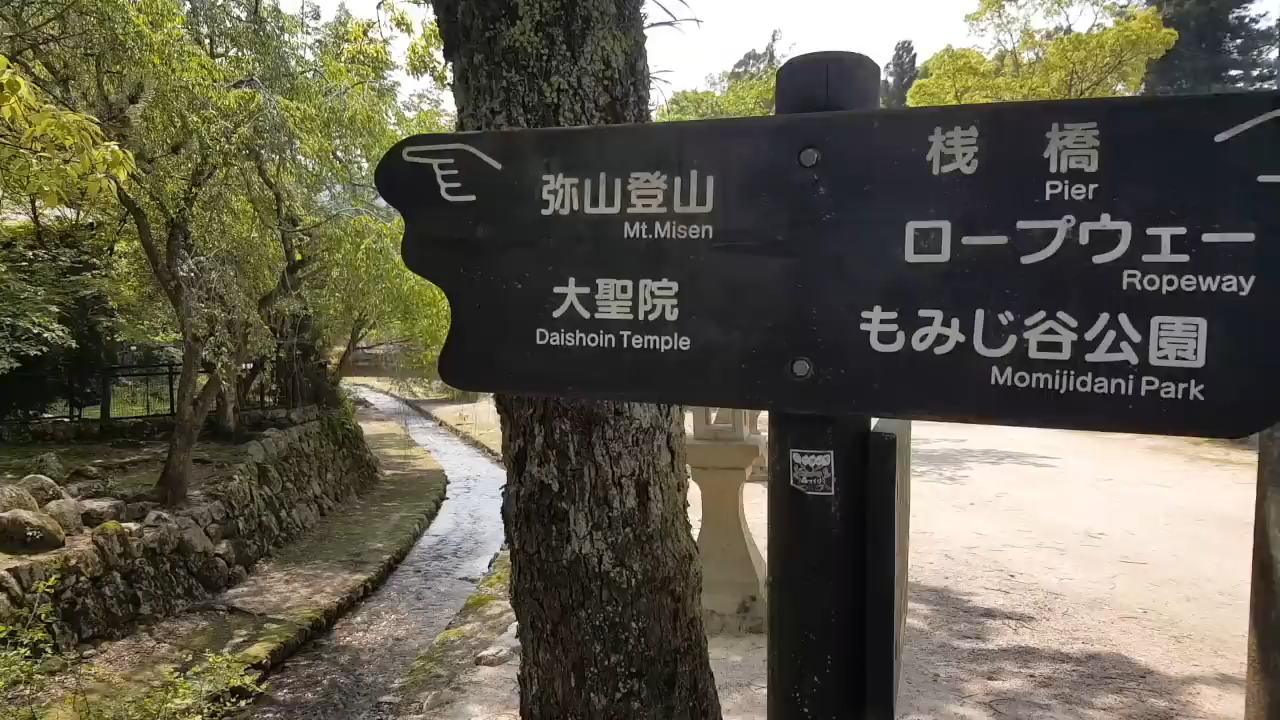 弥山登山
Mt.Misen
大聖院
Daishoin Temple
桟橋
Pier
ロープウェー
Ropeway
もみじ谷公園
Momijidani Park